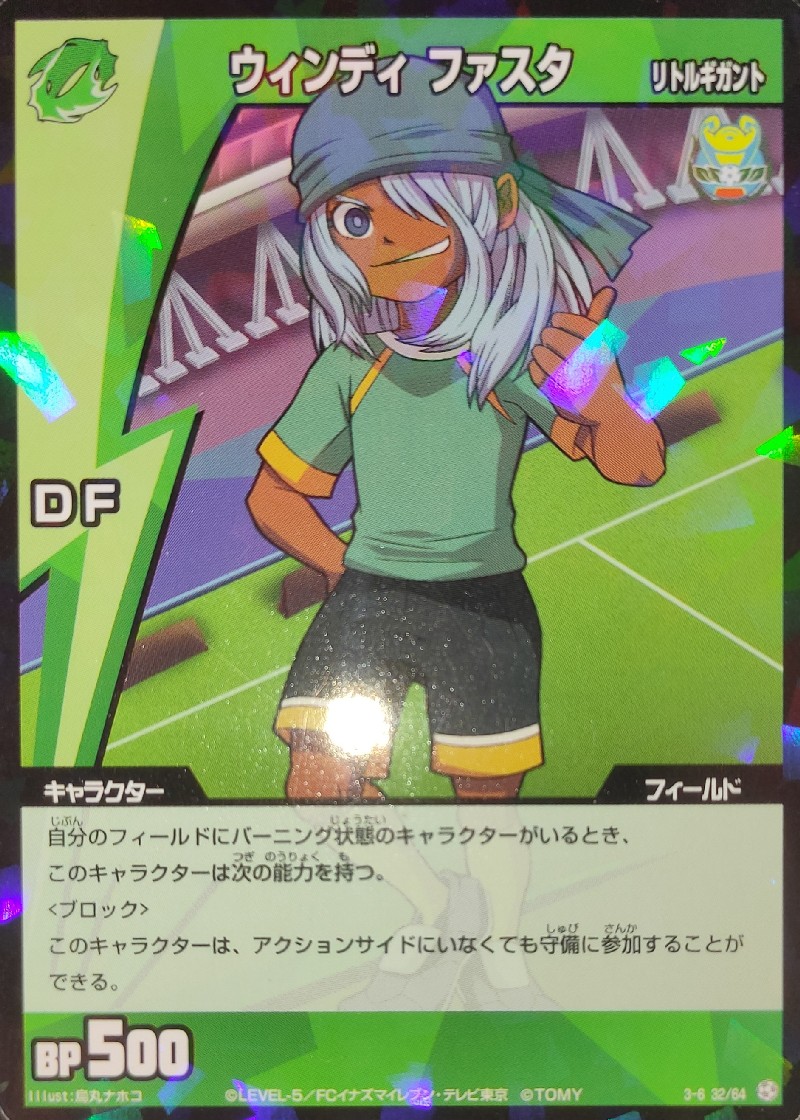 ウィンディ ファスタ
リトルギガント
DF
キャラクター
フィールド
自分のフィールドにバーニング状態のキャラクターがいるとき、
このキャラクターは次の能力を持つ。
<ブロック>
このキャラクターは、アクションサイドにいなくても守備に参加することが
できる。
BP500
Illust:烏丸ナホコ
©LEVEL-5/FCイナズマイレブン・テレビ東京 ©TOMY
3-6 32/64